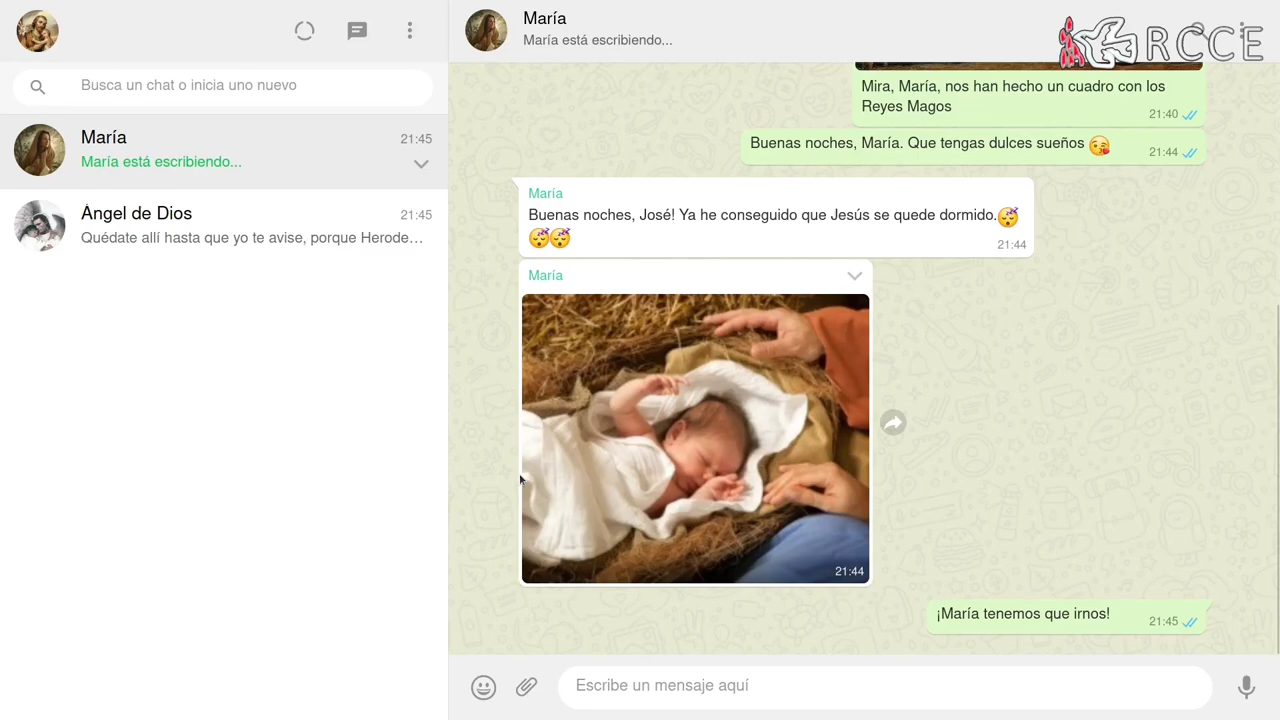 María
María está escribiendo...
RCCE
Busca un chat o inicia uno nuevo
María
21:45
María está escribiendo...
Ángel de Dios
21:45
Quédate allí hasta que yo te avise, porque Herode…
Mira, María, nos han hecho un cuadro con los
Reyes Magos
21:40
Buenas noches, María. Que tengas dulces sueños 😘
21:44
María
Buenas noches, José! Ya he conseguido que Jesús se quede dormido.😴
😴😴
21:44
María
21:44
¡María tenemos que irnos!
21:45
Escribe un mensaje aquí